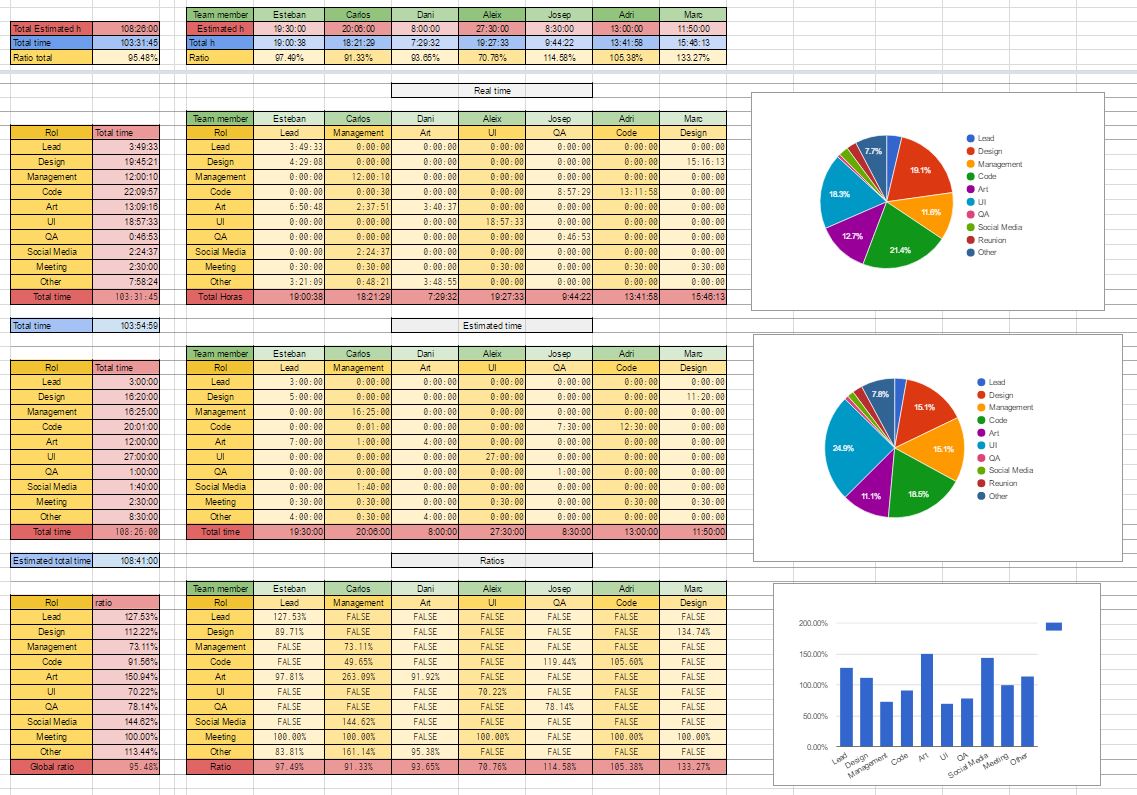 Team member Esteban Carlos Dani Aleix Josep Adri Marc
Total Estimated h 108:26:00 Estimated h 19:30:00 20:06:00 8:00:00 27:30:00 8:30:00 13:00:00 11:50:00
Total time 103:31:45 Total h 19:00:38 18:21:29 7:29:32 19:27:33 9:44:22 13:41:58 15:46:13
Ratio total 95.48% Ratio 97.49% 91.33% 93.65% 70.76% 114.58% 105.38% 133.27%
Real time
Team member Esteban Carlos Dani Aleix Josep Adri Marc
Rol Total time Rol Lead Management Art UI QA Code Design
Lead 3:49:33 Lead 3:49:33 0:00:00 0:00:00 0:00:00 0:00:00 0:00:00 0:00:00
Design 19:45:21 Design 4:29:08 0:00:00 0:00:00 0:00:00 0:00:00 0:00:00 15:16:13
Management 12:00:10 Management 0:00:00 12:00:10 0:00:00 0:00:00 0:00:00 0:00:00 0:00:00
Code 22:09:57 Code 0:00:00 0:00:30 0:00:00 0:00:00 8:57:29 13:11:58 0:00:00
Art 13:09:16 Art 6:50:48 2:37:51 3:40:37 0:00:00 0:00:00 0:00:00 0:00:00
UI 18:57:33 UI 0:00:00 0:00:00 0:00:00 18:57:33 0:00:00 0:00:00 0:00:00
QA 0:46:53 QA 0:00:00 0:00:00 0:00:00 0:00:00 0:46:53 0:00:00 0:00:00
Social Media 2:24:37 Social Media 0:00:00 2:24:37 0:00:00 0:00:00 0:00:00 0:00:00 0:00:00
Meeting 2:30:00 Meeting 0:30:00 0:30:00 0:00:00 0:30:00 0:00:00 0:30:00 0:30:00
Other 7:58:24 Other 3:21:09 0:48:21 3:48:55 0:00:00 0:00:00 0:00:00 0:00:00
Total time 103:31:45 Total Horas 19:00:38 18:21:29 7:29:32 19:27:33 9:44:22 13:41:58 15:46:13
7.7%
19.1%
18.3%
11.6%
12.7%
21.4%
Lead
Design
Management
Code
Art
UI
QA
Social Media
Reunion
Other
Total time 103:54:59 Estimated time
Team member Esteban Carlos Dani Aleix Josep Adri Marc
Rol Total time Rol Lead Management Art UI QA Code Design
Lead 3:00:00 Lead 3:00:00 0:00:00 0:00:00 0:00:00 0:00:00 0:00:00 0:00:00
Design 16:20:00 Design 5:00:00 0:00:00 0:00:00 0:00:00 0:00:00 0:00:00 11:20:00
Management 16:25:00 Management 0:00:00 16:25:00 0:00:00 0:00:00 0:00:00 0:00:00 0:00:00
Code 20:01:00 Code 0:00:00 0:01:00 0:00:00 0:00:00 7:30:00 12:30:00 0:00:00
Art 12:00:00 Art 7:00:00 1:00:00 4:00:00 0:00:00 0:00:00 0:00:00 0:00:00
UI 27:00:00 UI 0:00:00 0:00:00 0:00:00 27:00:00 0:00:00 0:00:00 0:00:00
QA 1:00:00 QA 0:00:00 0:00:00 0:00:00 0:00:00 1:00:00 0:00:00 0:00:00
Social Media 1:40:00 Social Media 0:00:00 1:40:00 0:00:00 0:00:00 0:00:00 0:00:00 0:00:00
Meeting 2:30:00 Meeting 0:30:00 0:30:00 0:00:00 0:30:00 0:00:00 0:30:00 0:30:00
Other 8:30:00 Other 4:00:00 0:30:00 4:00:00 0:00:00 0:00:00 0:00:00 0:00:00
Total time 108:26:00 Total time 19:30:00 20:06:00 8:00:00 27:30:00 8:30:00 13:00:00 11:50:00
7.8%
15.1%
24.9%
15.1%
11.1%
18.5%
Lead
Design
Management
Code
Art
UI
QA
Social Media
Reunion
Other
Estimated total time 108:41:00 Ratios
Team member Esteban Carlos Dani Aleix Josep Adri Marc
Rol ratio Rol Lead Management Art UI QA Code Design
Lead 127.53% Lead 127.53% FALSE FALSE FALSE FALSE FALSE FALSE
Design 112.22% Design 89.71% FALSE FALSE FALSE FALSE FALSE 134.74%
Management 73.11% Management FALSE 73.11% FALSE FALSE FALSE FALSE FALSE
Code 91.56% Code FALSE 49.65% FALSE FALSE 119.44% 105.60% FALSE
Art 150.94% Art 97.81% 263.09% 91.92% FALSE FALSE FALSE FALSE
UI 70.22% UI FALSE FALSE FALSE 70.22% FALSE FALSE FALSE
QA 78.14% QA FALSE FALSE FALSE FALSE 78.14% FALSE FALSE
Social Media 144.62% Social Media FALSE 144.62% FALSE FALSE FALSE FALSE FALSE
Meeting 100.00% Meeting 100.00% 100.00% FALSE 100.00% FALSE 100.00% 100.00%
Other 113.44% Other 83.81% 161.14% 95.38% FALSE FALSE FALSE FALSE
Global ratio 95.48% Ratio 97.49% 91.33% 93.65% 70.76% 114.58% 105.38% 133.27%
200.00%
150.00%
100.00%
50.00%
0.00%
Lead Design Management Code Art UI QA Social Media Meeting Other